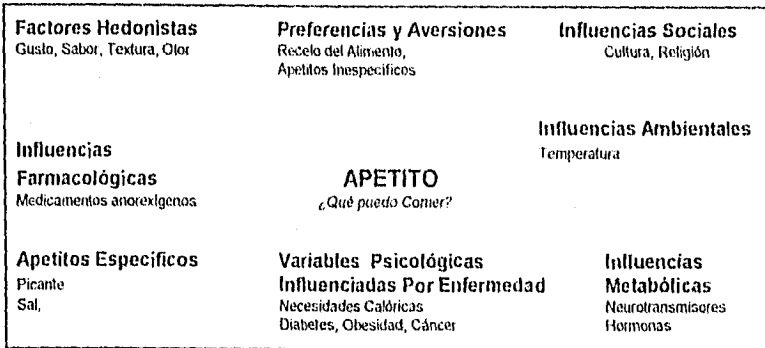 Factores Hedonistas
Gusto, Sabor, Textura, Olor
Preferencias y Aversiones
Recelo del Alimento,
Apetitos Inespecíficos
Influencias Sociales
Cultura, Religión
Influencias Ambientales
Temperatura
Influencias
Farmacológicas
Medicamentos anorexígenos
APETITO
¿Qué puedo Comer?
Apetitos Específicos
Picante
Sal,
Variables Psicológicas
Influenciadas Por Enfermedad
Necesidades Calóricas
Diabetes, Obesidad, Cáncer
Influencias
Metabólicas
Neurotransmisores
Hormonas